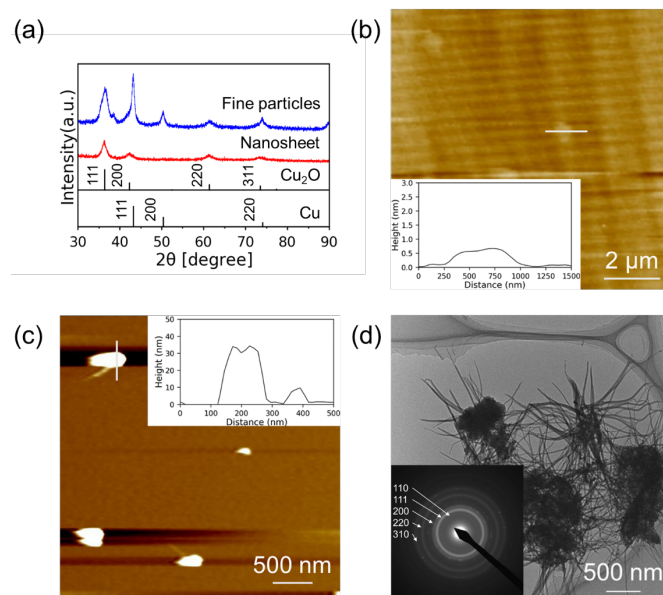 (a)
Intensity(a.u.)
Fine particles
Nanosheet
111
200
220
311
Cu₂O
111
200
220
Cu
30 40 50 60 70 80 90
2θ [degree]
(b)
3.0
2.5
2.0
1.5
1.0
0.5
0.0
Height (nm)
0 250 500 750 1000 1250 1500
Distance (nm)
2 μm
(c)
50
40
30
20
10
0
Height (nm)
0 100 200 300 400 500
Distance (nm)
500 nm
(d)
110
111
200
220
310
500 nm